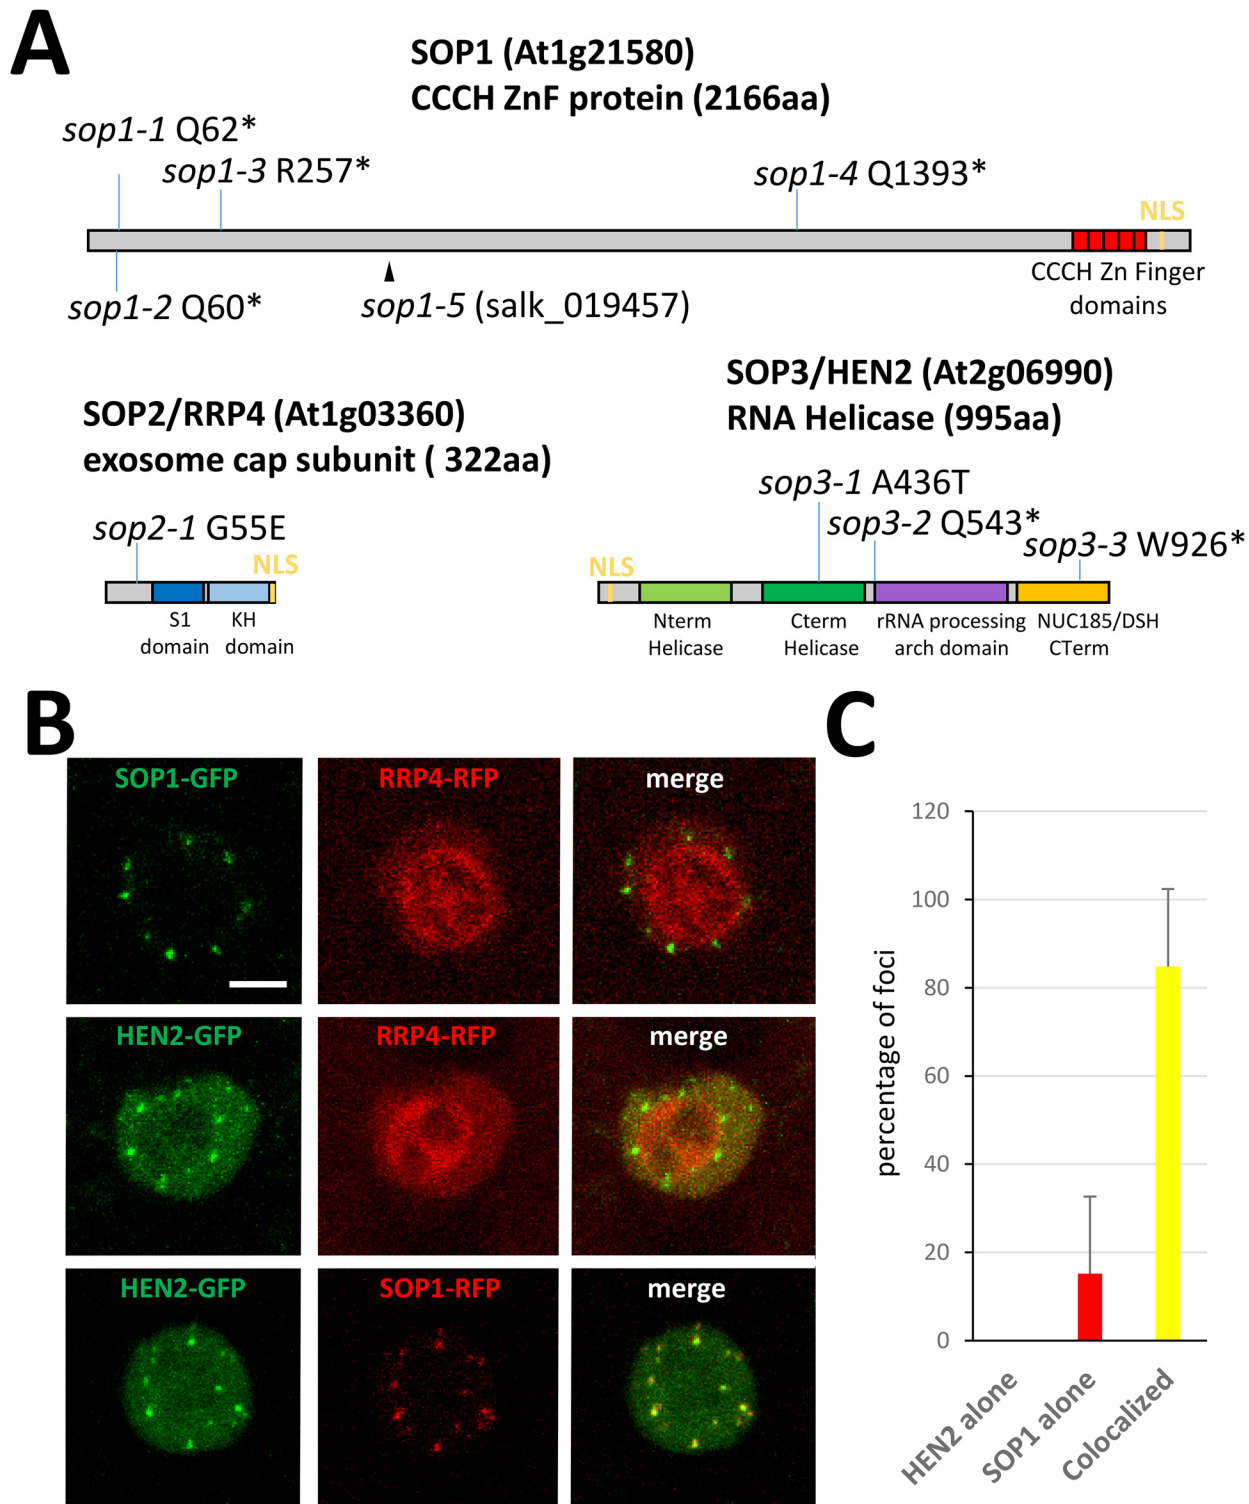 A
SOP1 (At1g21580)
CCCH ZnF protein (2166aa)
sop1-1 Q62*
sop1-3 R257*
sop1-4 Q1393*
NLS
CCCH Zn Finger
domains
sop1-2 Q60*
sop1-5 (salk_019457)
SOP2/RRP4 (At1g03360)
exosome cap subunit ( 322aa)
sop2-1 G55E
NLS
S1
domain
KH
domain
SOP3/HEN2 (At2g06990)
RNA Helicase (995aa)
sop3-1 A436T
sop3-2 Q543*
sop3-3 W926*
NLS
Nterm
Helicase
Cterm
Helicase
rRNA processing
arch domain
NUC185/DSH
CTerm
B
SOP1-GFP
RRP4-RFP
merge
HEN2-GFP
RRP4-RFP
merge
HEN2-GFP
SOP1-RFP
merge
C
percentage of foci
120
100
80
60
40
20
0
HEN2 alone
SOP1 alone
Colocalized